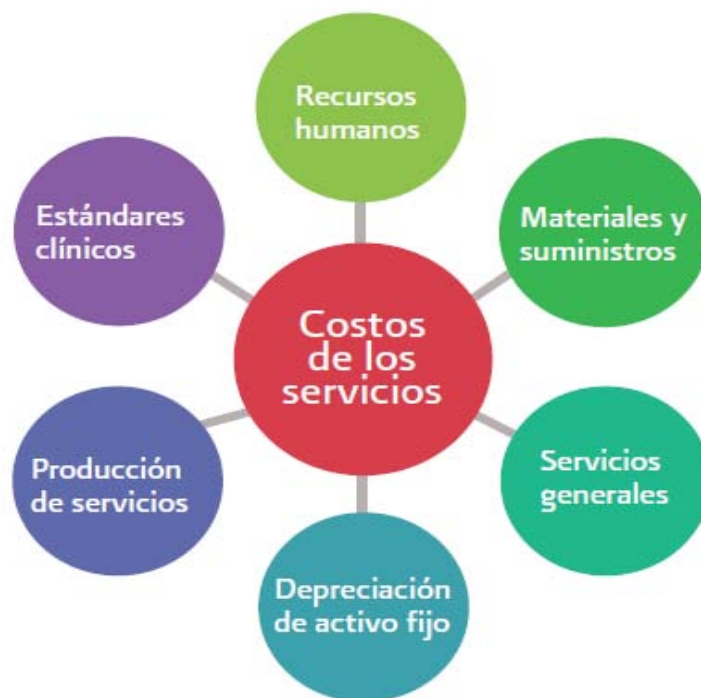 Recursos
humanos
Estándares
clínicos
Materiales y
suministros
Costos
de los
servicios
Producción
de servicios
Servicios
generales
Depreciación
de activo fijo